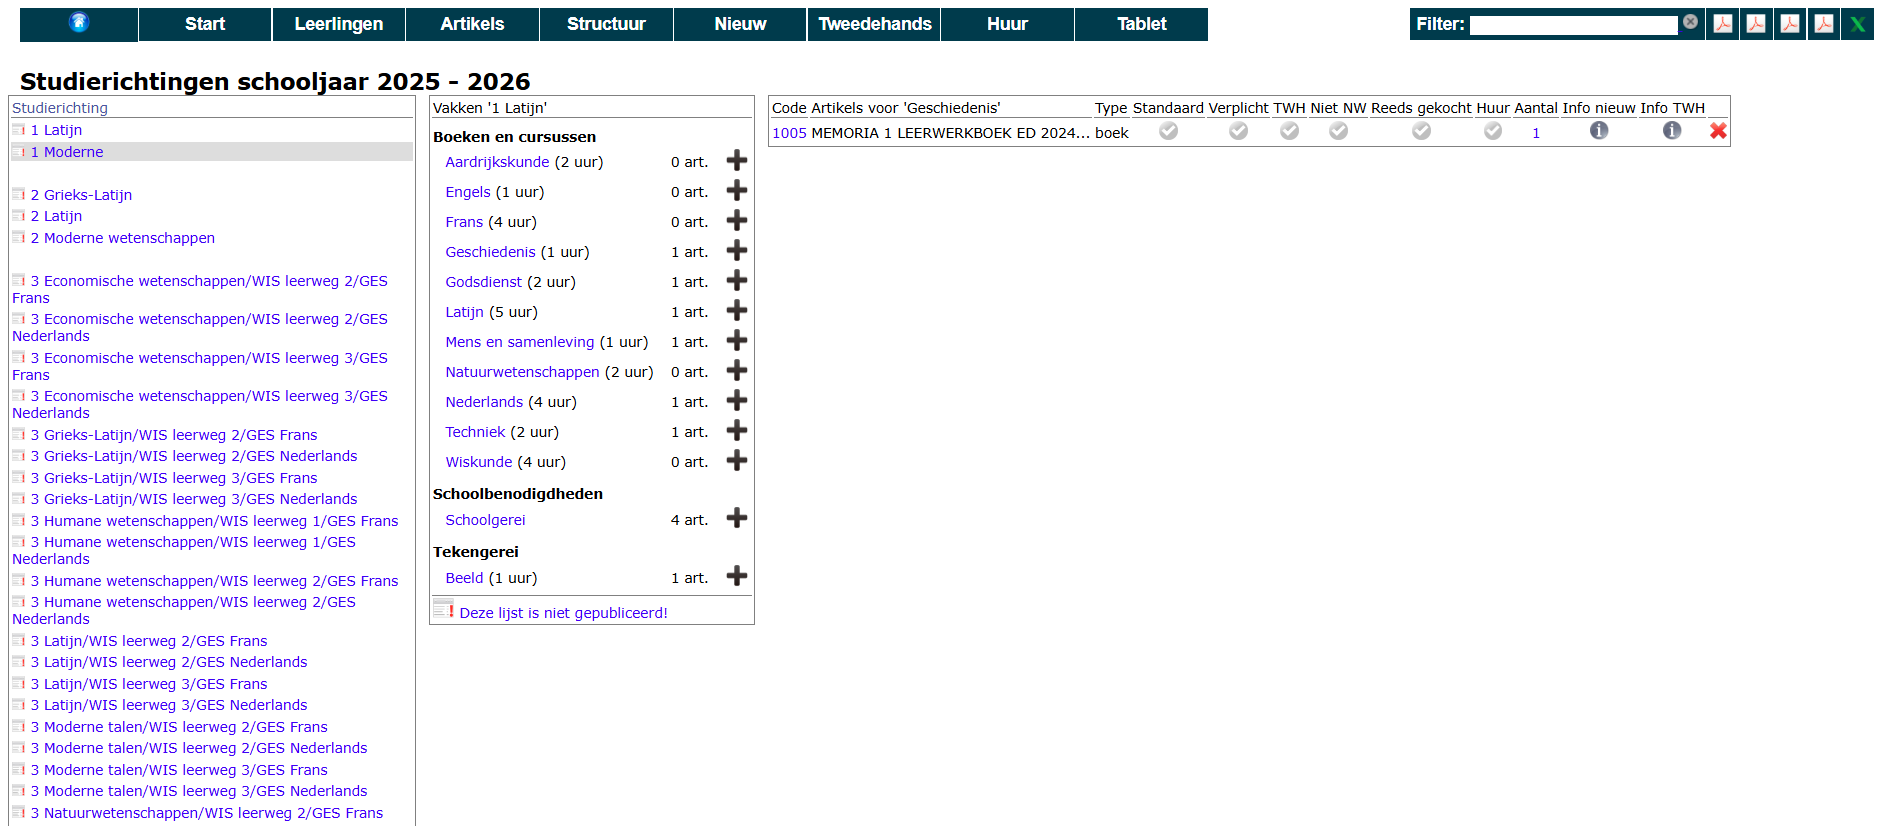 Start Leerlingen Artikels Structuur Nieuw Tweedehands Huur Tablet Filter:
Studierichtingen schooljaar 2025 - 2026
Studierichting
1 Latijn
1 Moderne
2 Grieks-Latijn
2 Latijn
2 Moderne wetenschappen
3 Economische wetenschappen/WIS leerweg 2/GES
Frans
3 Economische wetenschappen/WIS leerweg 2/GES
Nederlands
3 Economische wetenschappen/WIS leerweg 3/GES
Frans
3 Economische wetenschappen/WIS leerweg 3/GES
Nederlands
3 Grieks-Latijn/WIS leerweg 2/GES Frans
3 Grieks-Latijn/WIS leerweg 2/GES Nederlands
3 Grieks-Latijn/WIS leerweg 3/GES Frans
3 Grieks-Latijn/WIS leerweg 3/GES Nederlands
3 Humane wetenschappen/WIS leerweg 1/GES Frans
3 Humane wetenschappen/WIS leerweg 1/GES
Nederlands
3 Humane wetenschappen/WIS leerweg 2/GES Frans
3 Humane wetenschappen/WIS leerweg 2/GES
Nederlands
3 Latijn/WIS leerweg 2/GES Frans
3 Latijn/WIS leerweg 2/GES Nederlands
3 Latijn/WIS leerweg 3/GES Frans
3 Latijn/WIS leerweg 3/GES Nederlands
3 Moderne talen/WIS leerweg 2/GES Frans
3 Moderne talen/WIS leerweg 2/GES Nederlands
3 Moderne talen/WIS leerweg 3/GES Frans
3 Moderne talen/WIS leerweg 3/GES Nederlands
3 Natuurwetenschappen/WIS leerweg 2/GES Frans
Vakken '1 Latijn'
Boeken en cursussen
Aardrijkskunde (2 uur) 0 art.
Engels (1 uur) 0 art.
Frans (4 uur) 0 art.
Geschiedenis (1 uur) 1 art.
Godsdienst (2 uur) 1 art.
Latijn (5 uur) 1 art.
Mens en samenleving (1 uur) 1 art.
Natuurwetenschappen (2 uur) 0 art.
Nederlands (4 uur) 1 art.
Techniek (2 uur) 1 art.
Wiskunde (4 uur) 0 art.
Schoolbenodigdheden
Schoolgerei 4 art.
Tekengerei
Beeld (1 uur) 1 art.
Deze lijst is niet gepubliceerd!
Code Artikels voor 'Geschiedenis' Type Standaard Verplicht TWH Niet NW Reeds gekocht Huur Aantal Info nieuw Info TWH
1005 MEMORIA 1 LEERWERKBOEK ED 2024... boek 1